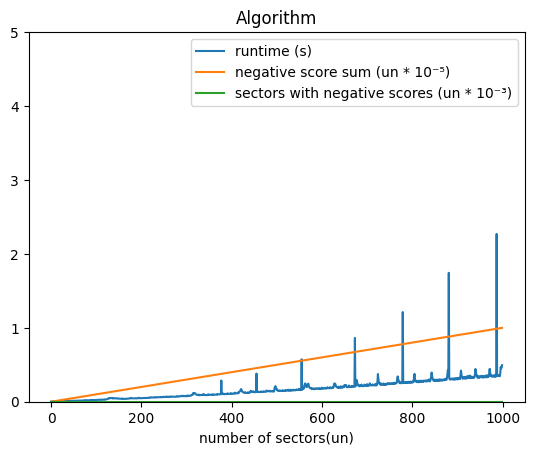 Algorithm
5
4
3
2
1
0
runtime (s)
negative score sum (un * 10⁻⁵)
sectors with negative scores (un * 10⁻³)
0 200 400 600 800 1000
number of sectors(un)